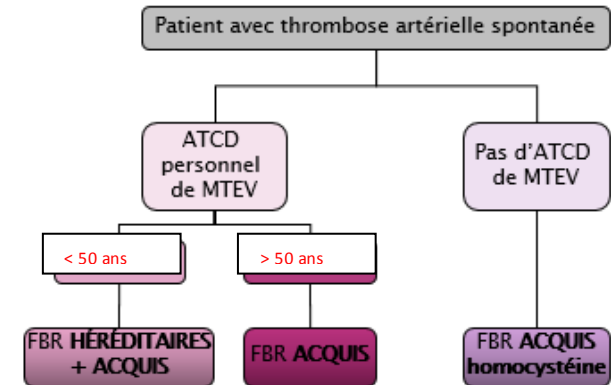 Patient avec thrombose artérielle spontanée
ATCD
personnel
de MTEV
Pas d'ATCD
de MTEV
< 50 ans
> 50 ans
FBR HÉRÉDITAIRES
+ ACQUIS
FBR ACQUIS
FBR ACQUIS
homocystéine